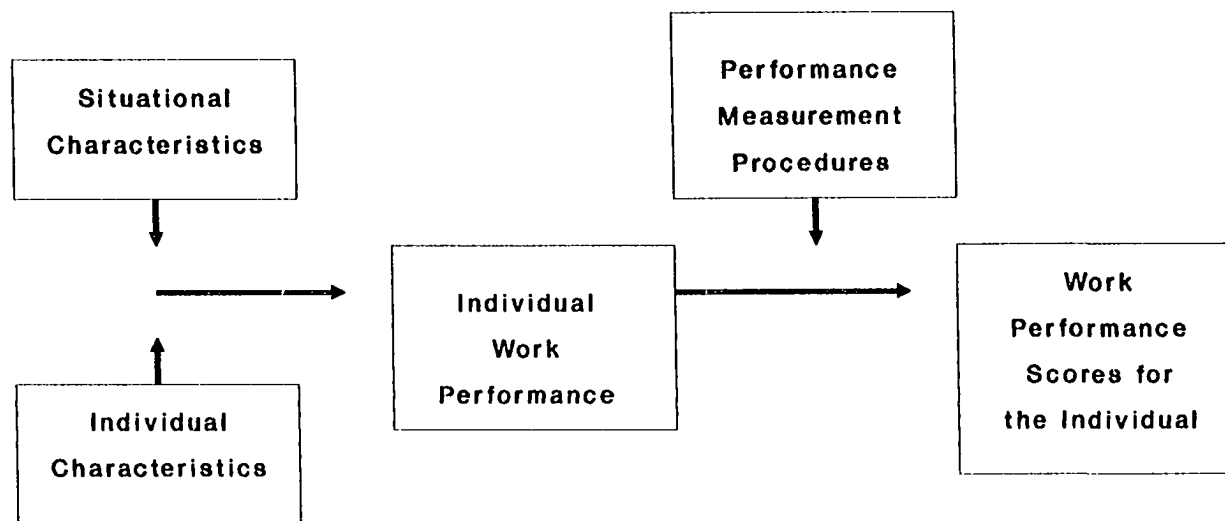 Situational
Characteristics
Performance
Measurement
Procedures
Individual
Work
Performance
Work
Performance
Scores for
the Individual
Individual
Characteristics